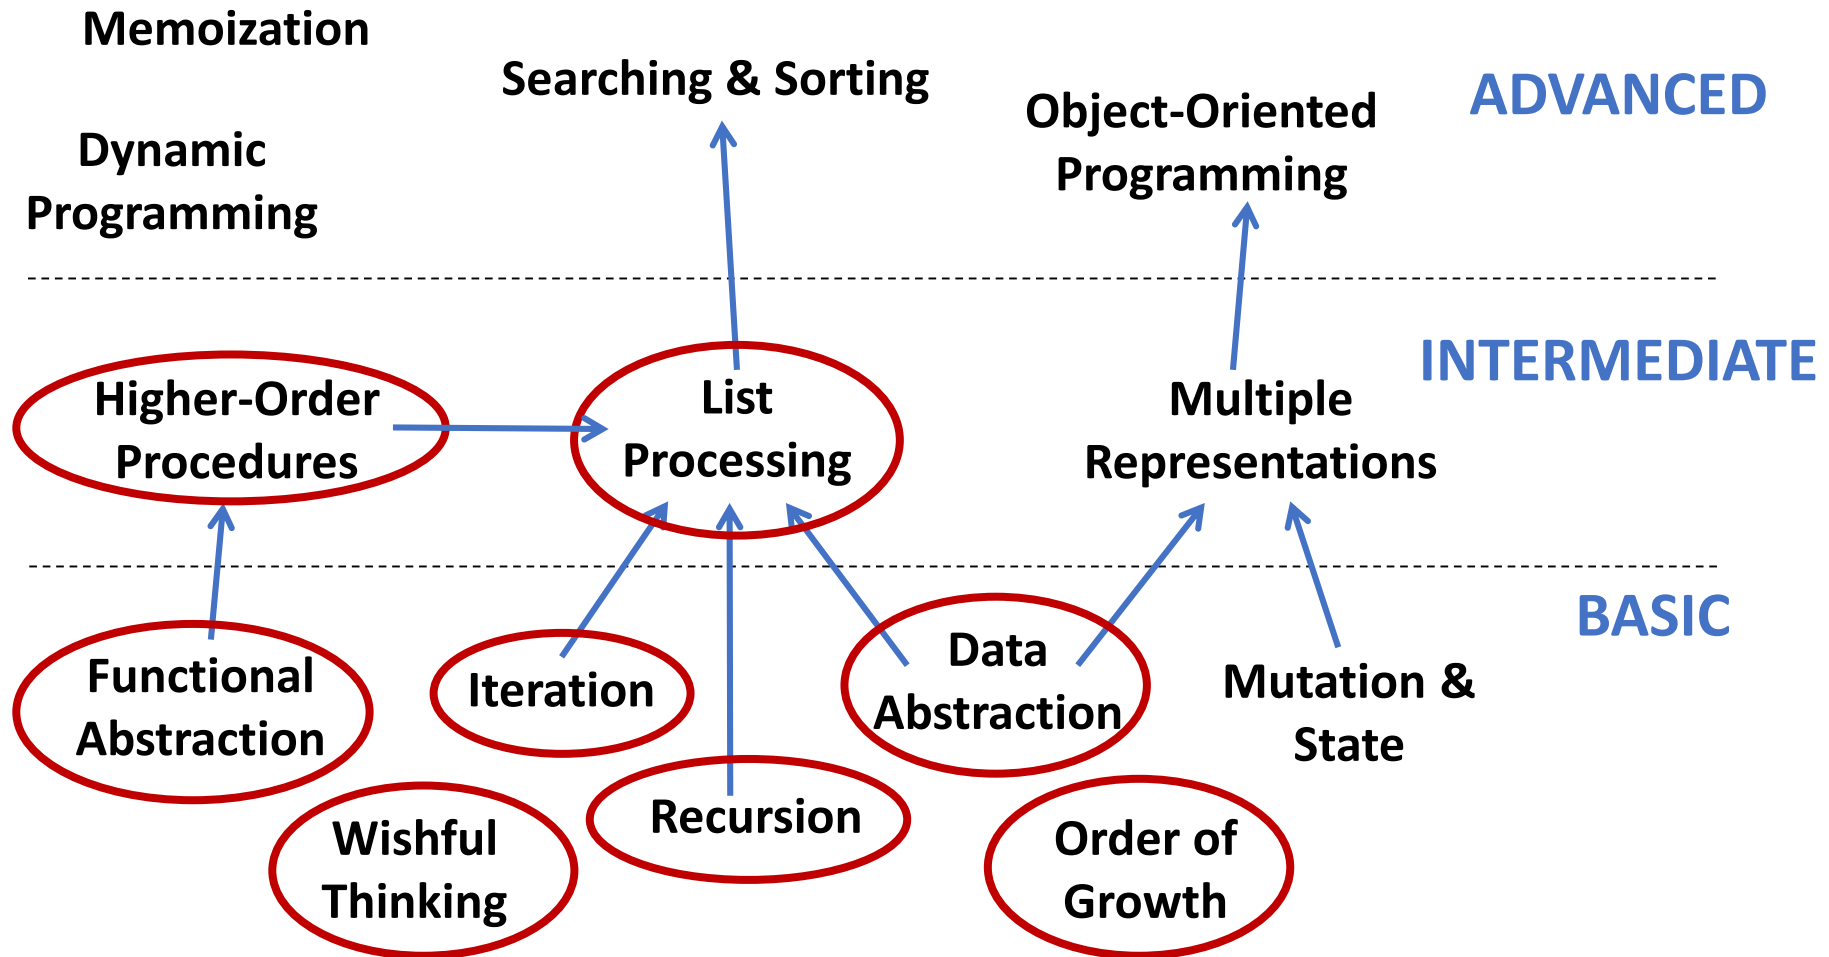 Memoization
Searching & Sorting
Object-Oriented
Programming
ADVANCED
Dynamic
Programming
Higher-Order
Procedures
List
Processing
Multiple
Representations
INTERMEDIATE
Functional
Abstraction
Iteration
Data
Abstraction
Mutation &
State
BASIC
Wishful
Thinking
Recursion
Order of
Growth